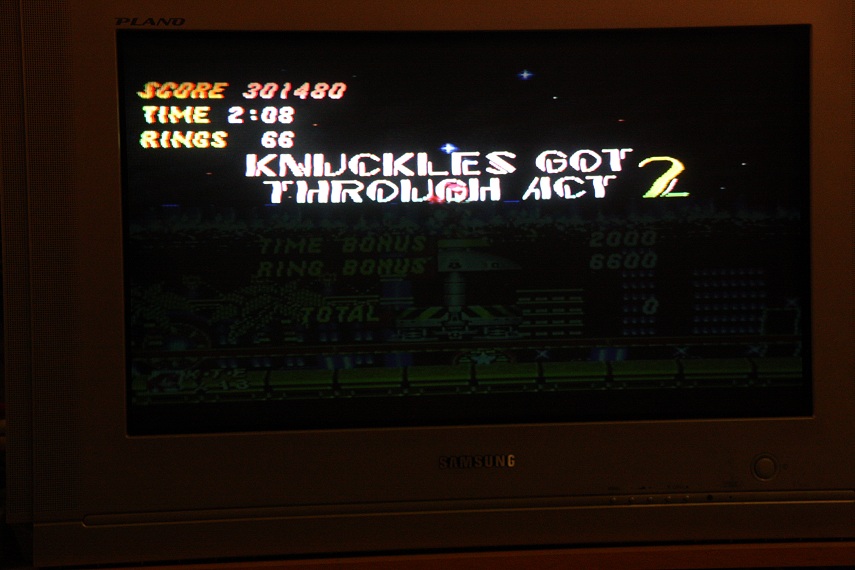 PLANO
SCORE 301480
TIME 2:08
RINGS 66
KNUCKLES GOT
THROUGH ACT 2
TIME BONUS 2000
RING BONUS 6600
TOTAL 0
SAMSUNG